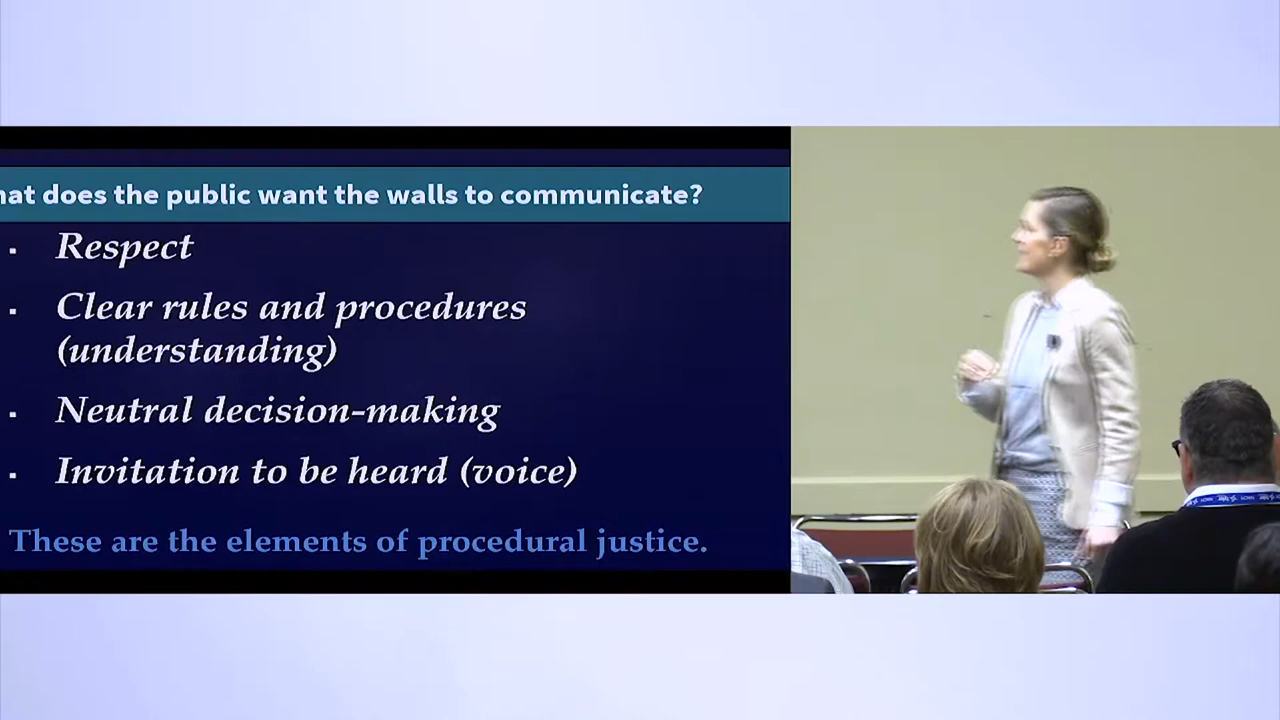 does the public want the walls to communicate?
▪ Respect
▪ Clear rules and procedures
(understanding)
▪ Neutral decision-making
▪ Invitation to be heard (voice)
These are the elements of procedural justice.